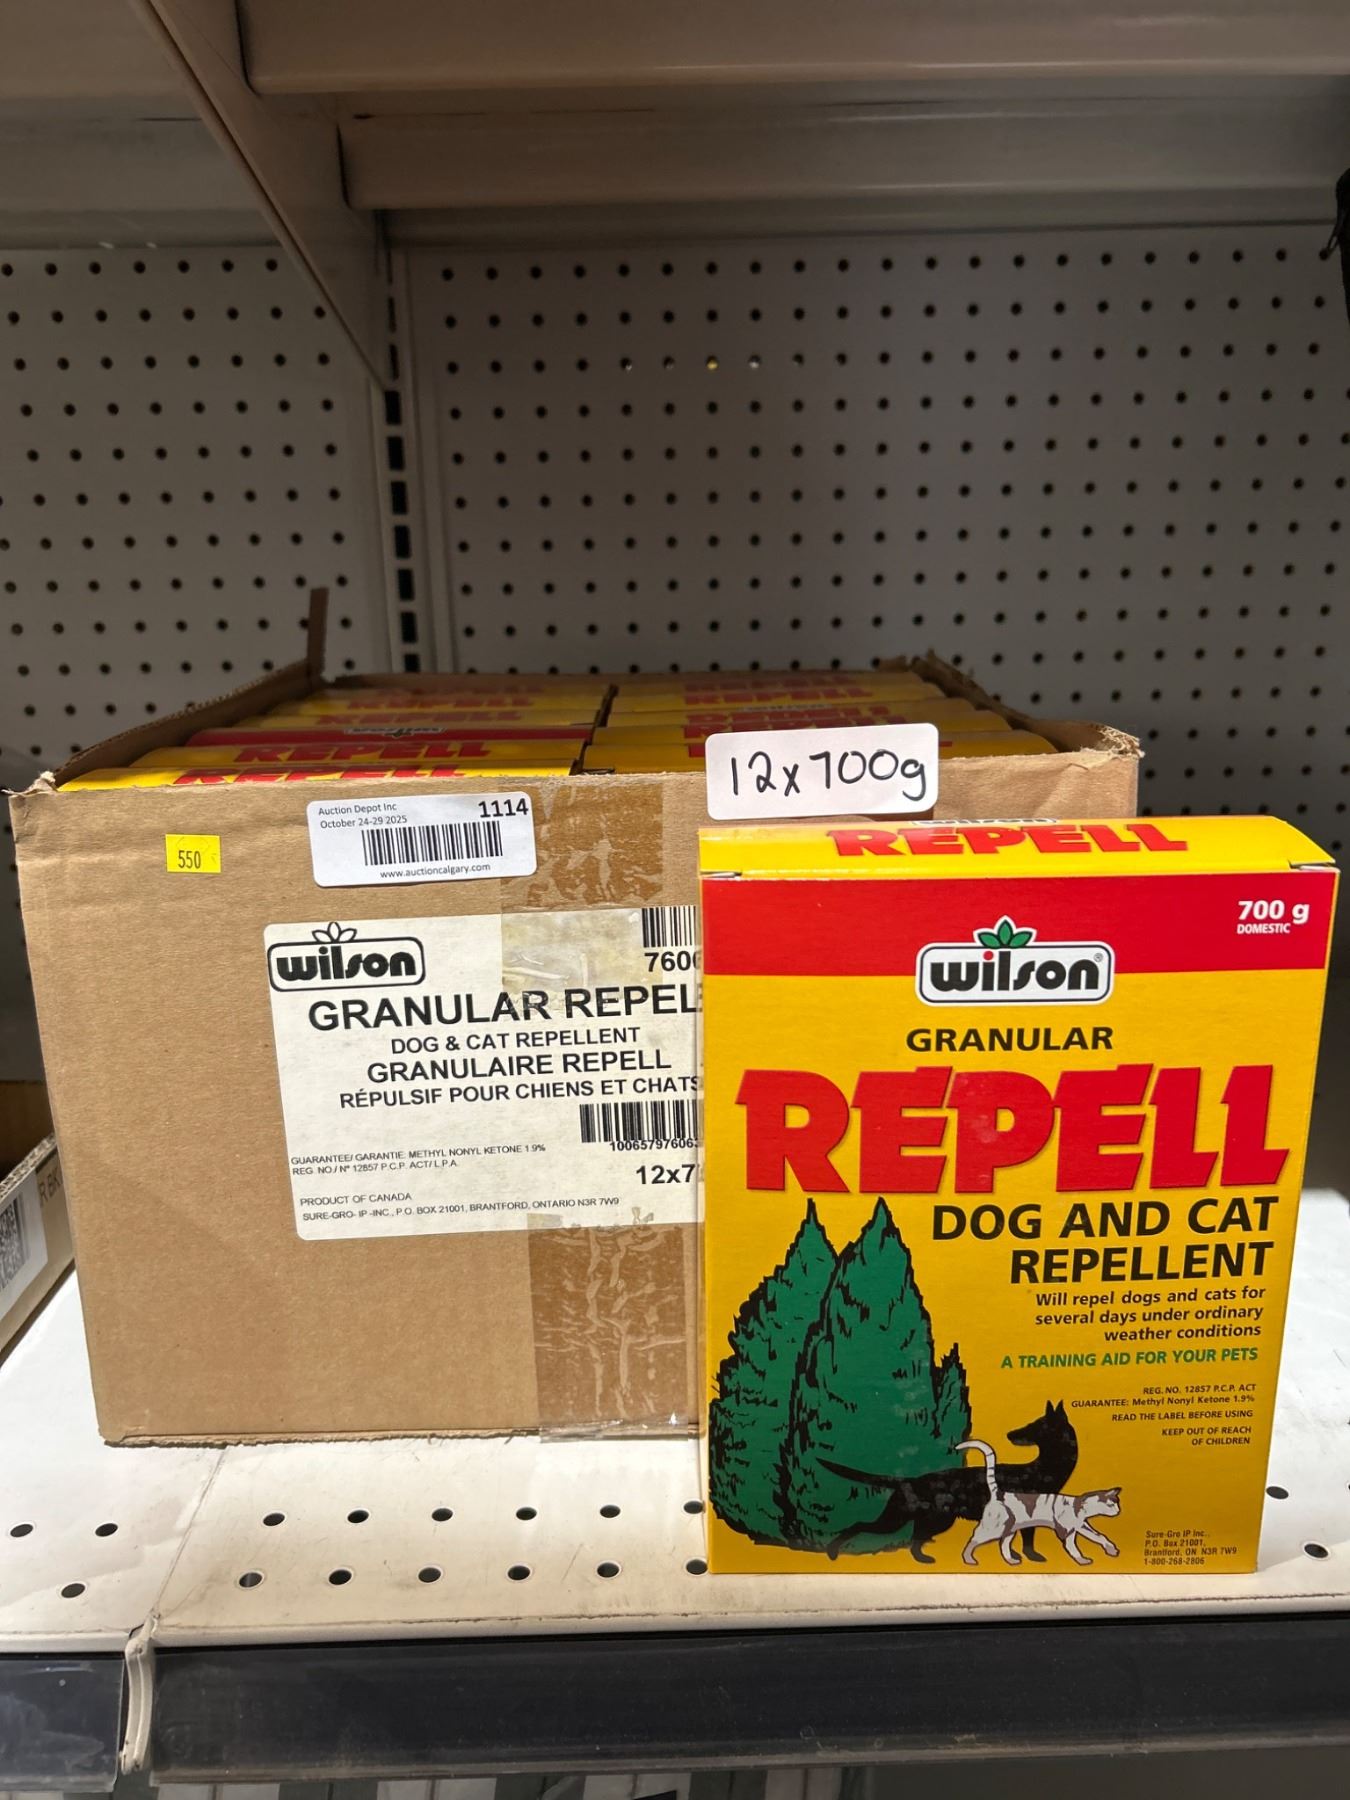 REPELL
REPELL
REPELL
REPELL
REPELL
REPELL
REPELL
12x700g
Auction Depot Inc
October 24-29 2025
1114
www.auctioncalgary.com
550
wilson
7606
GRANULAR REPEL
DOG & CAT REPELLENT
GRANULAIRE REPELL
RÉPULSIF POUR CHIENS ET CHATS
GUARANTEE/ GARANTIE: METHYL NONYL KETONE 1.9%
REG. NO./ Nº 12857 P.C.P. ACT/ L.P.A.
1006579760
12x7
PRODUCT OF CANADA
SURE-GRO- IP -INC., P.O. BOX 21001, BRANTFORD, ONTARIO N3R 7W9
REPELL
700 g
DOMESTIC
wilson®
GRANULAR
REPELL
DOG AND CAT
REPELLENT
Will repel dogs and cats for
several days under ordinary
weather conditions
A TRAINING AID FOR YOUR PETS
REG. NO. 12857 P.C.P. ACT
GUARANTEE: Methyl Nonyl Ketone 1.9%
READ THE LABEL BEFORE USING
KEEP OUT OF REACH
OF CHILDREN
Sure-Gro IP Inc.,
P.O. Box 21001,
Brantford, ON N3R 7W9
1-800-268-2806